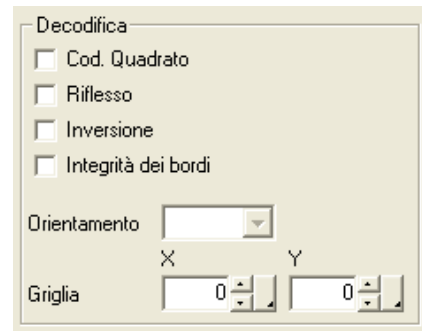 Decodifica
Cod. Quadrato
Riflesso
Inversione
Integrità dei bordi
Orientamento
X Y
Griglia 0 0